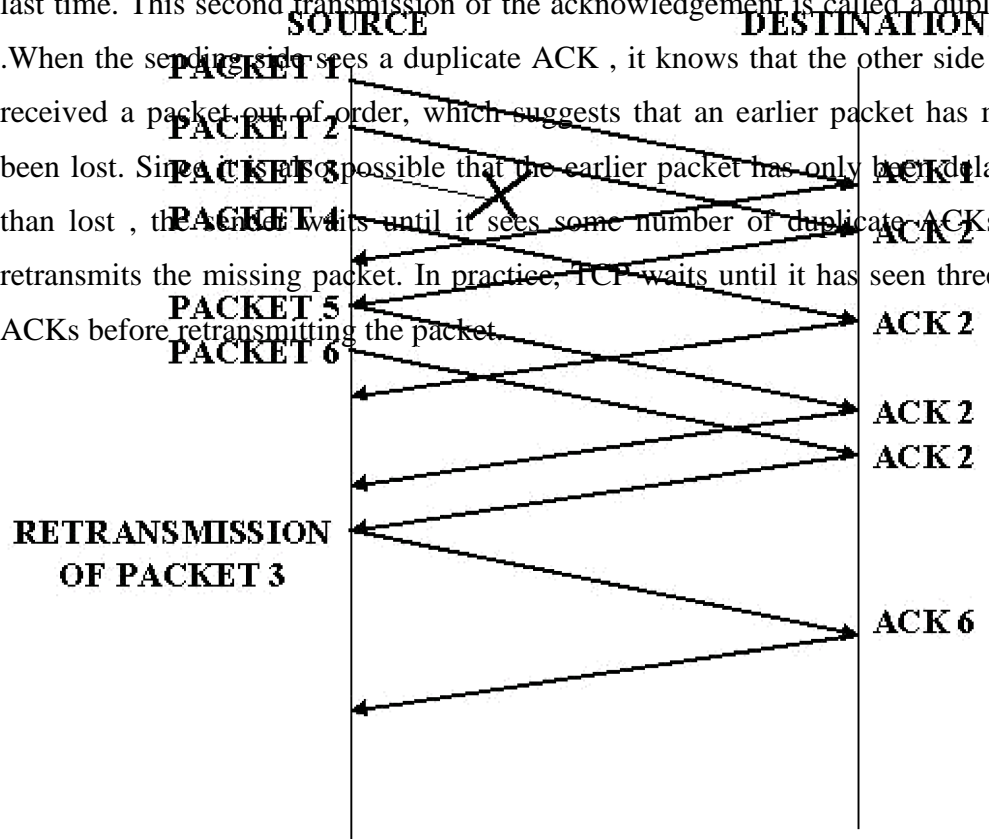 last time. This second transmission of the acknowledgement is called a dupl
SOURCE DESTINATION
.When the sending side sees a duplicate ACK , it knows that the other side
PACKET 1
received a packet out of order, which suggests that an earlier packet has
PACKET 2
been lost. Since it is also possible that the earlier packet has only been
PACKET 3 ACK 1
than lost , the sender waits until it sees some number of duplicate ACKs
PACKET 4 ACK 2
retransmits the missing packet. In practice, TCP waits until it has seen three
PACKET 5 ACK 2
ACKs before retransmitting the packet.
PACKET 6
ACK 2
ACK 2
RETRANSMISSION
OF PACKET 3
ACK 6